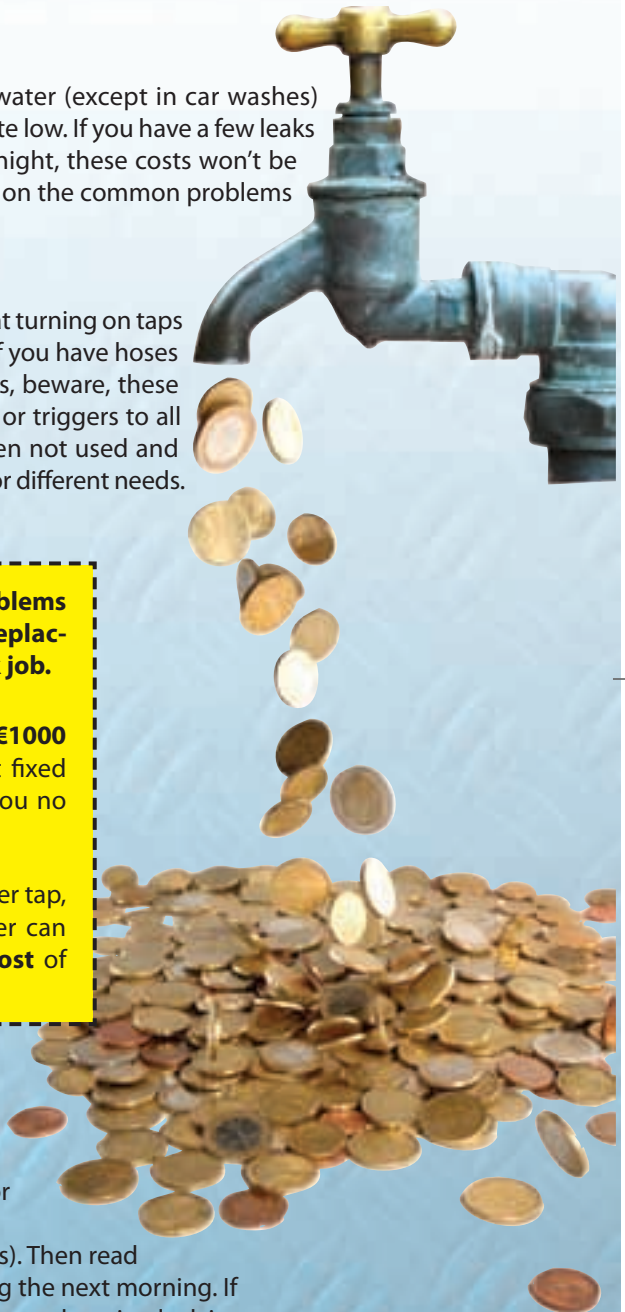 water (except in car washes)
te low. If you have a few leaks
night, these costs won't be
on the common problems
t turning on taps
f you have hoses
s, beware, these
or triggers to all
en not used and
or different needs.
oblems
eplac-
job.
€1000
t fixed
ou no
er tap,
er can
ost of
or
s). Then read
g the next morning. If